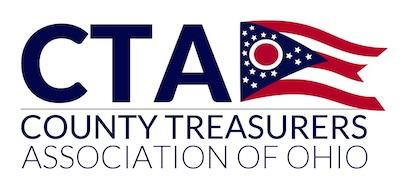 CTA
COUNTY TREASURERS
ASSOCIATION OF OHIO